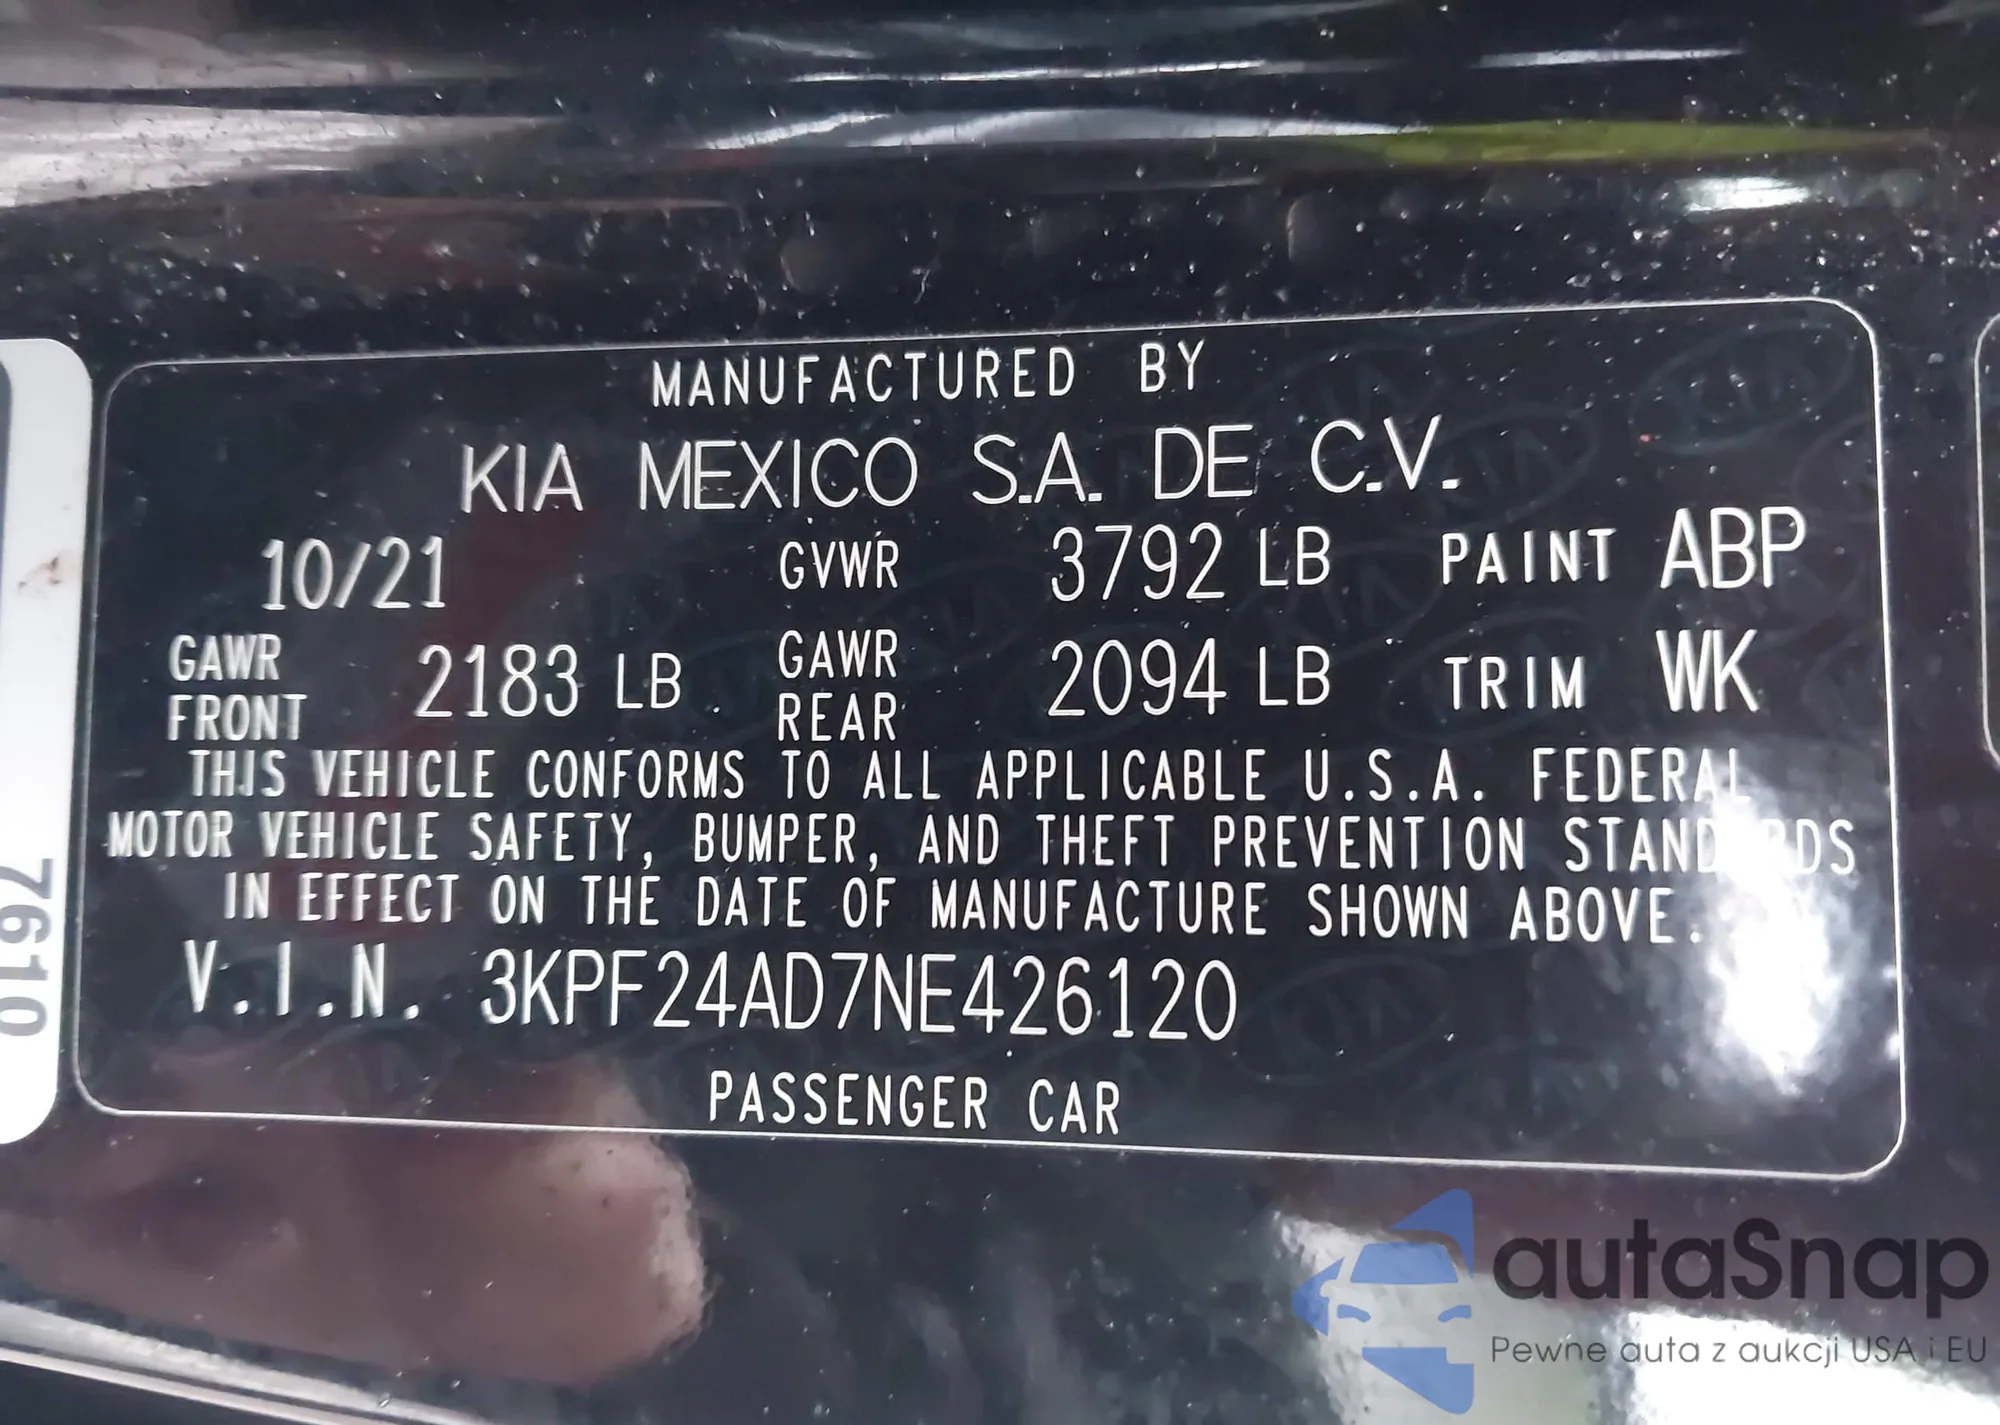 MANUFACTURED BY
KIA MEXICO S.A. DE C.V.
10/21 GVWR 3792 LB PAINT ABP
GAWR FRONT 2183 LB GAWR REAR 2094 LB TRIM WK
THIS VEHICLE CONFORMS TO ALL APPLICABLE U.S.A. FEDERAL
MOTOR VEHICLE SAFETY, BUMPER, AND THEFT PREVENTION STANDARDS
IN EFFECT ON THE DATE OF MANUFACTURE SHOWN ABOVE.
V.I.N. 3KPF24AD7NE426120
PASSENGER CAR
7610
autaSnap
Pewne auta z aukcji USA i EU